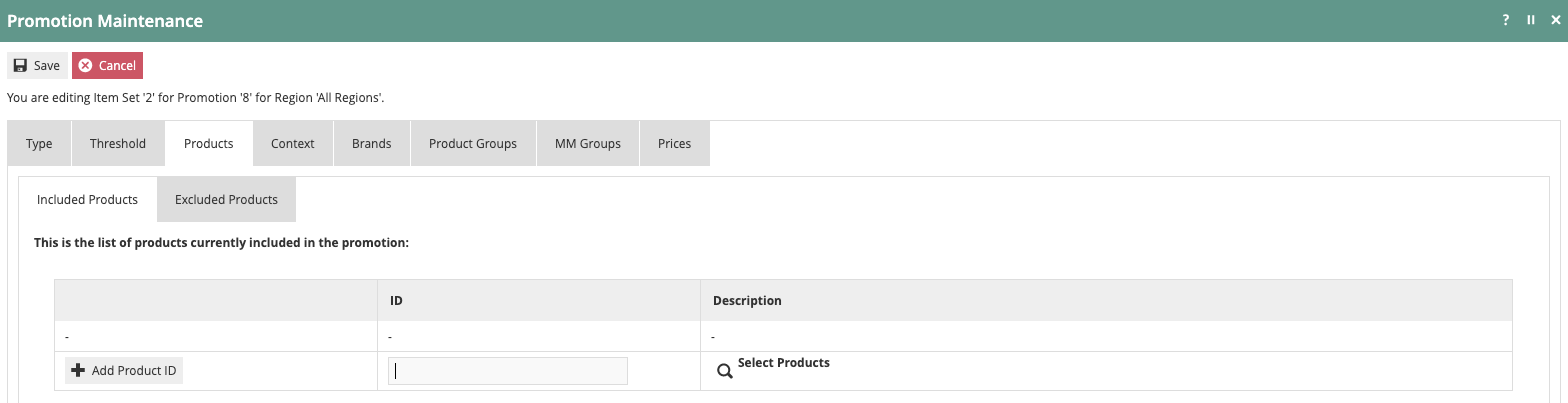 Promotion Maintenance ?
Save Cancel
You are editing Item Set '2' for Promotion '8' for Region 'All Regions'.
Type Threshold Products Context Brands Product Groups MM Groups Prices
Included Products Excluded Products
This is the list of products currently included in the promotion:
ID Description
- - -
Add Product ID Select Products